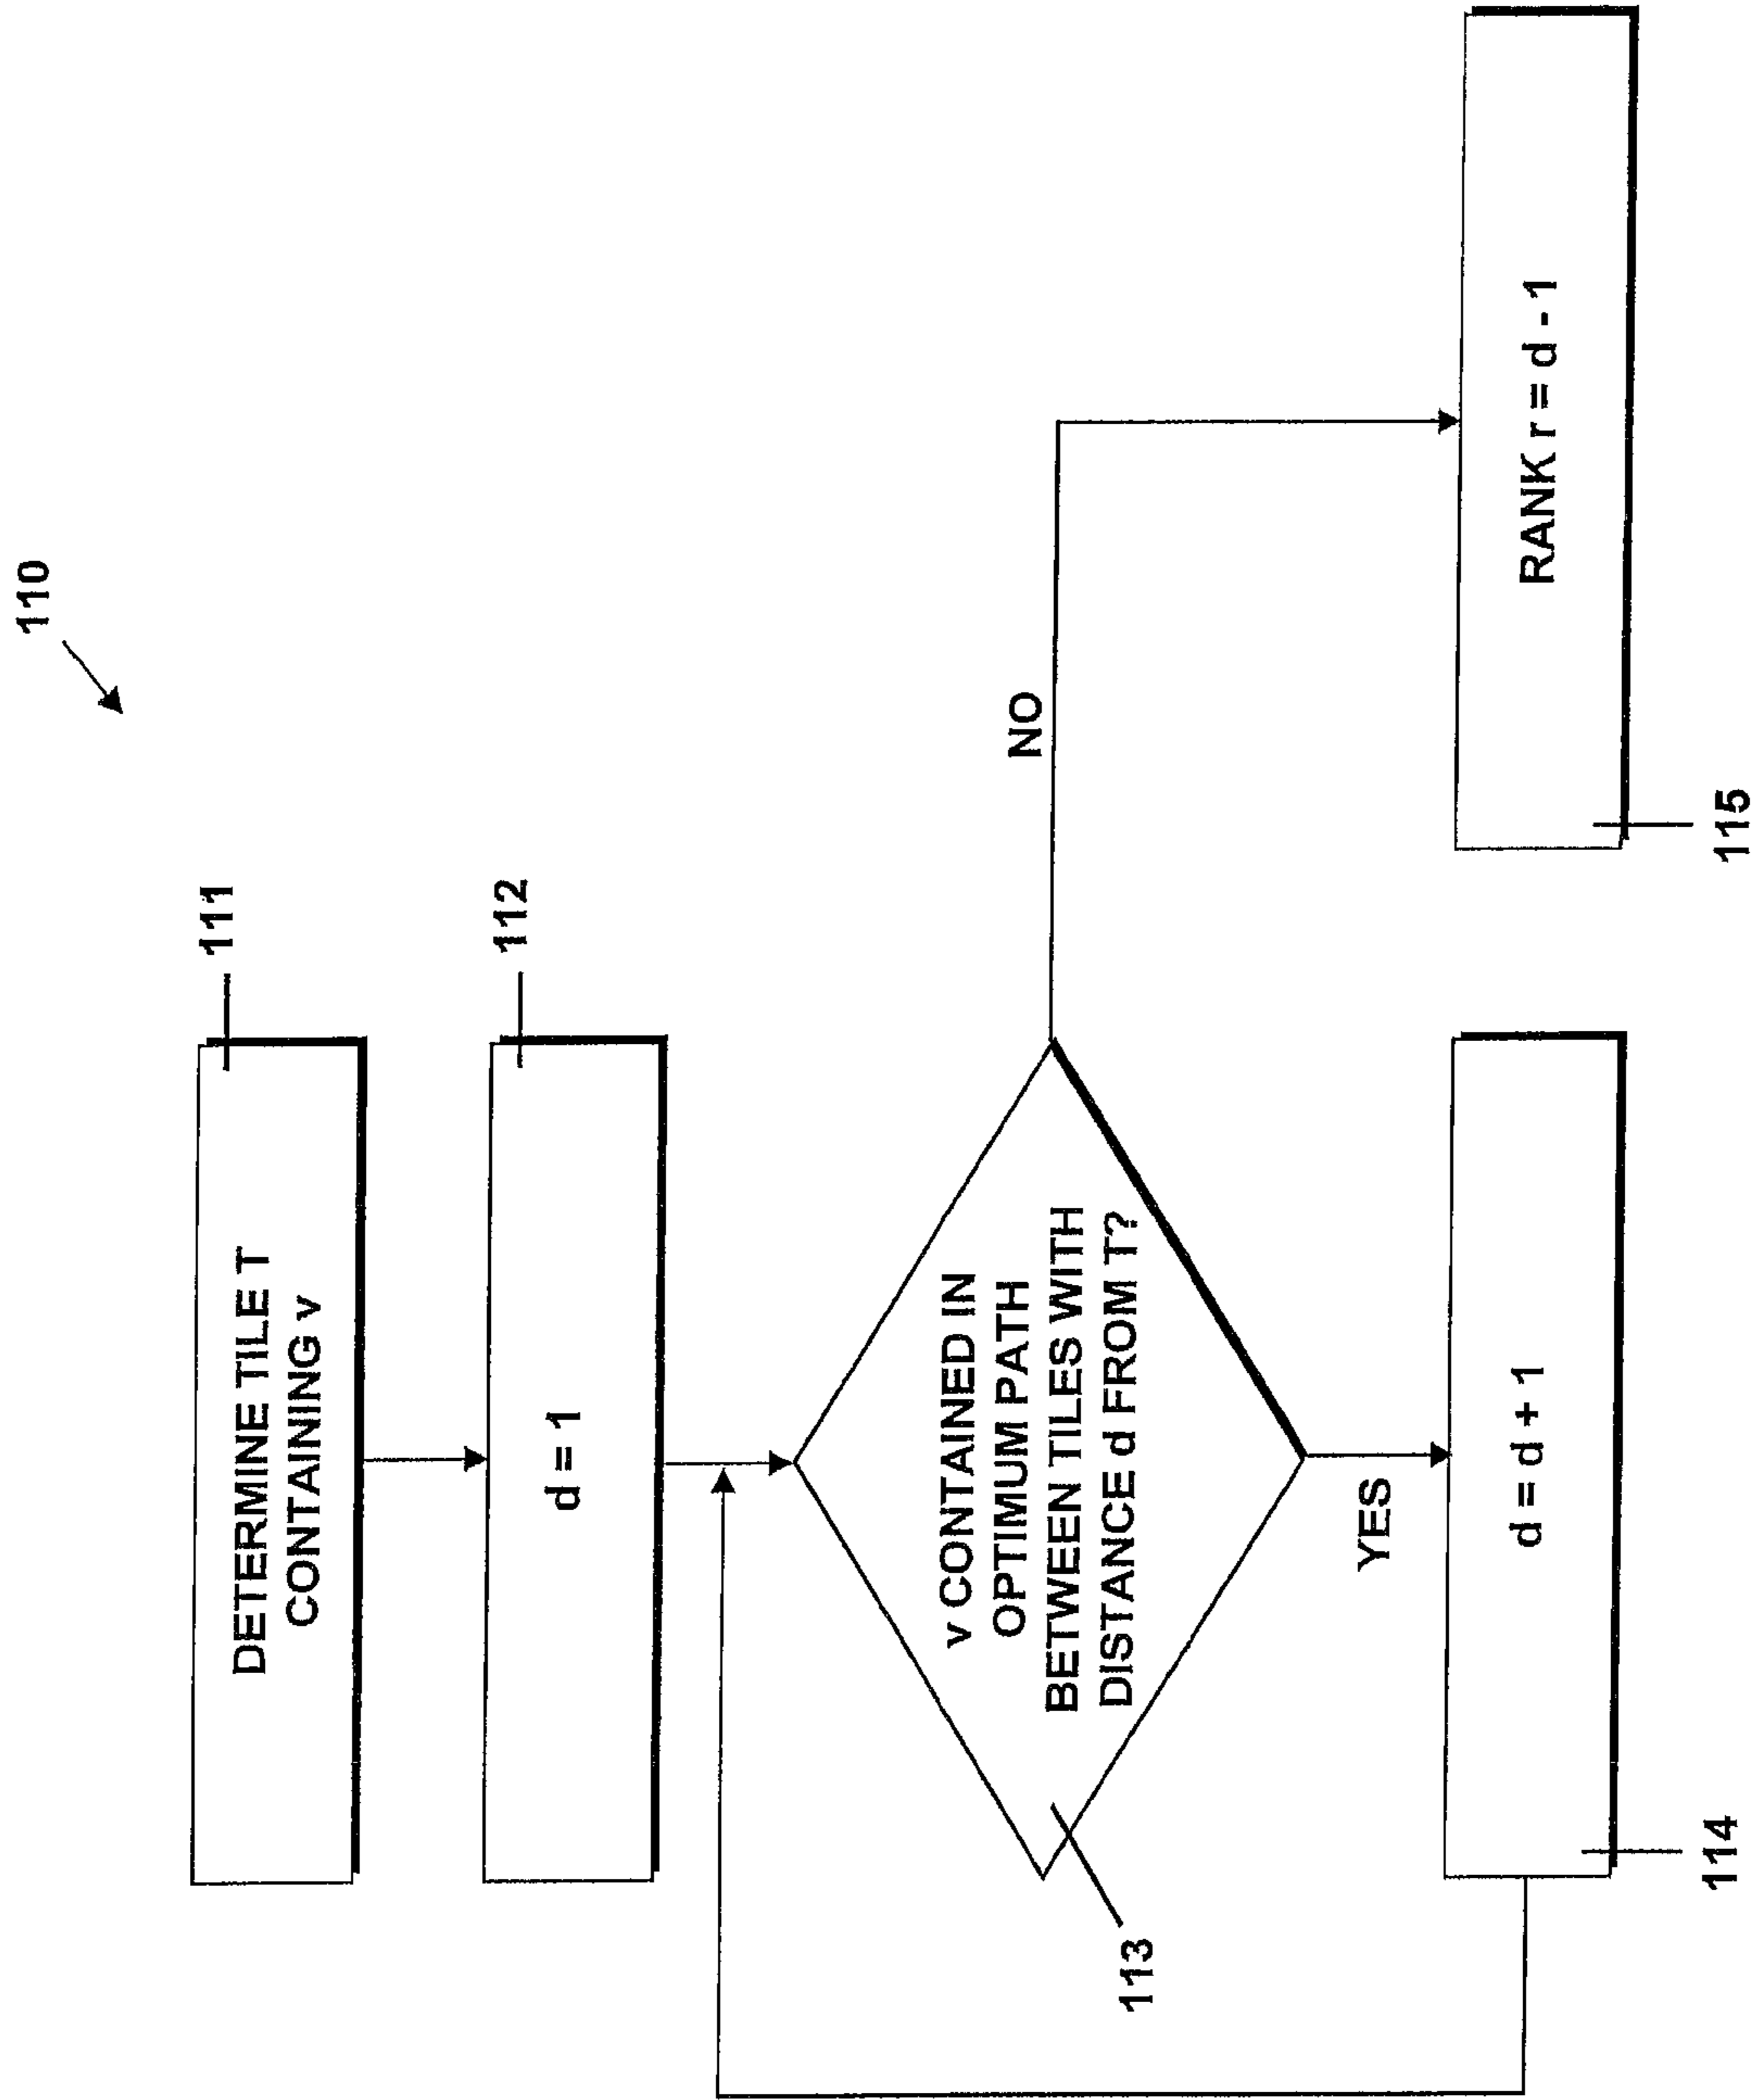 110
DETERMINE TILE T
CONTAINING v
111
d = 1
112
v CONTAINED IN
OPTIMUM PATH
BETWEEN TILES WITH
DISTANCE d FROM T?
113
NO
YES
d = d + 1
114
RANK r = d - 1
115